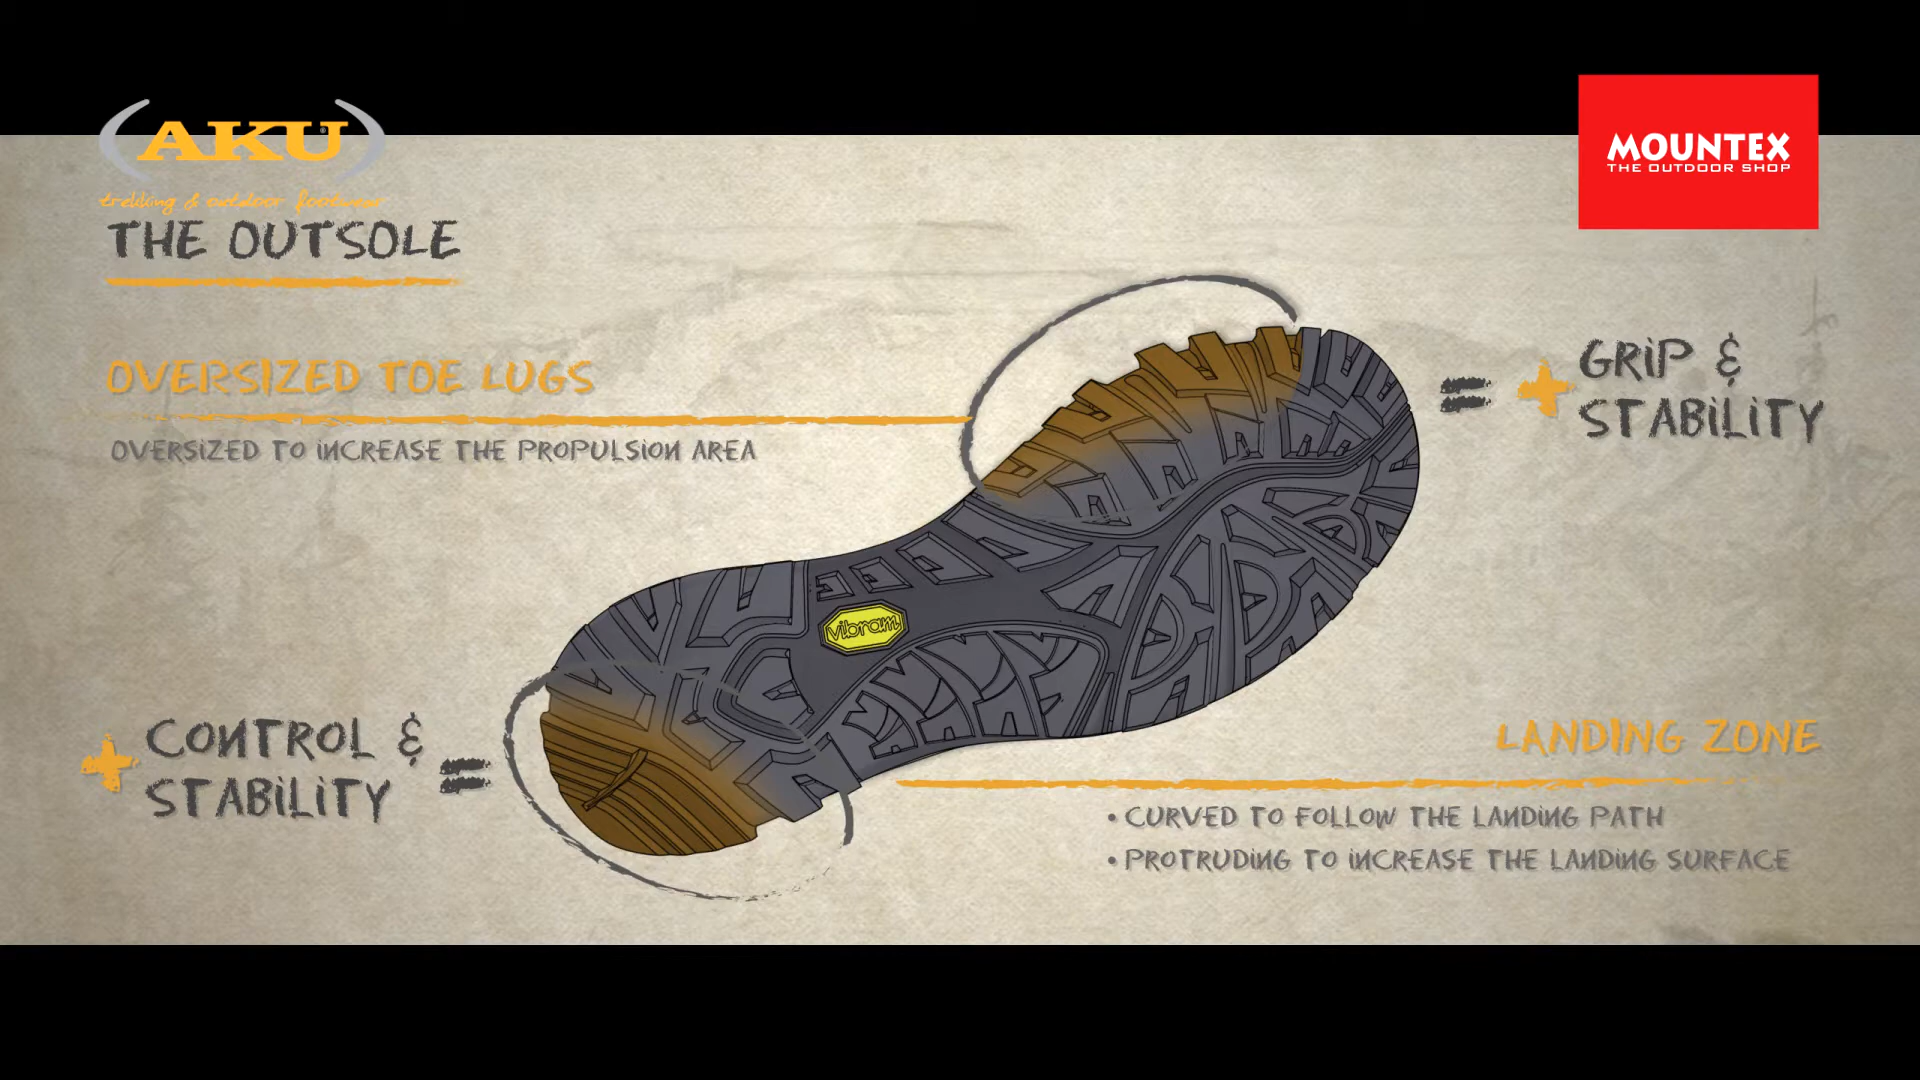 AKU
trekking & outdoor footwear
MOUNTEX
THE OUTDOOR SHOP
THE OUTSOLE
OVERSIZED TOE LUGS
OVERSIZED TO INCREASE THE PROPULSION AREA
= + GRIP &
STABILITY
vibram
+ CONTROL &
STABILITY =
LANDING ZONE
• CURVED TO FOLLOW THE LANDING PATH
• PROTRUDING TO INCREASE THE LANDING SURFACE